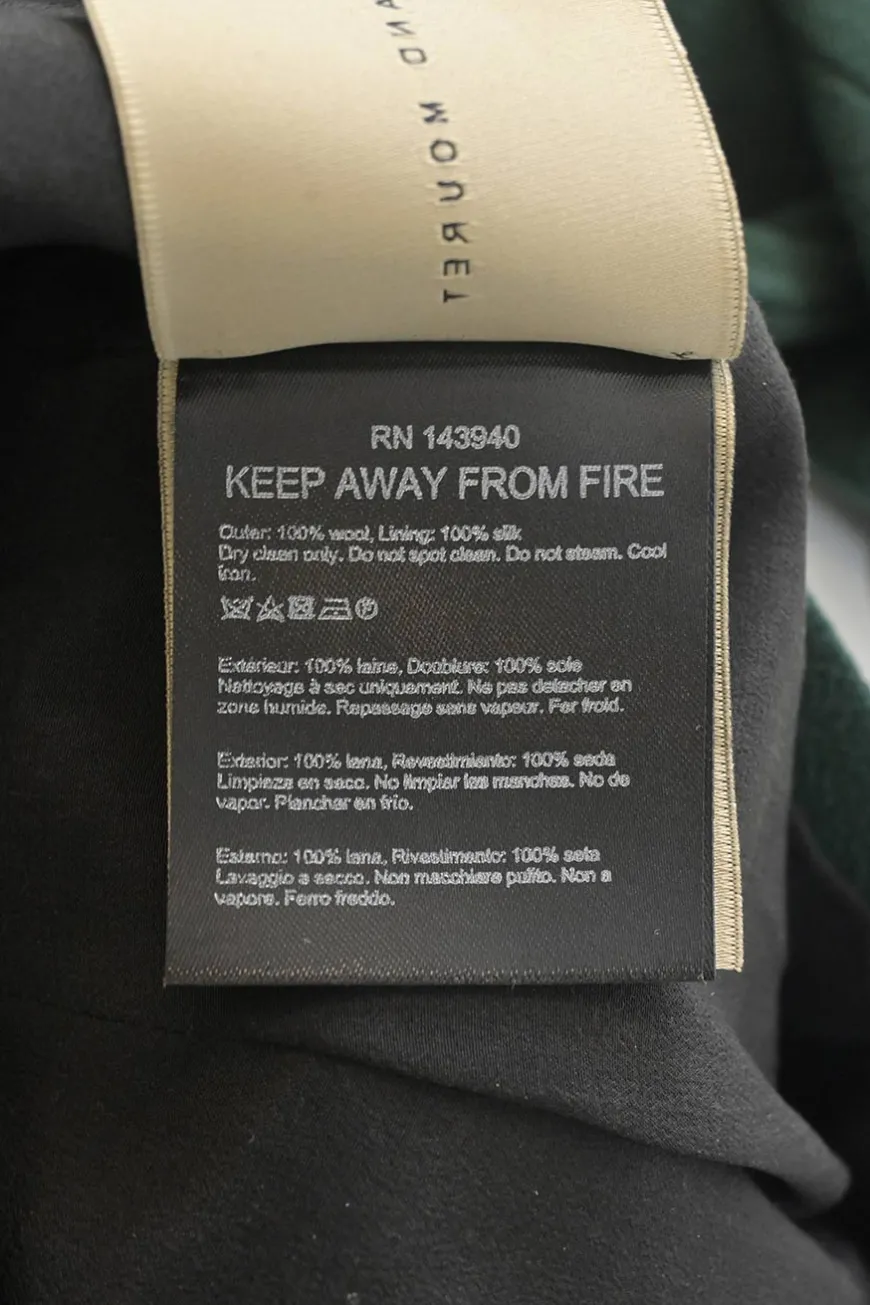 AND MOURET
RN 143940
KEEP AWAY FROM FIRE
Outer: 100% wool, Lining: 100% silk
Dry clean only. Do not spot clean. Do not steam. Cool
iron.
Extérieur: 100% laine, Doublure: 100% soie
Nettoyage à sec uniquement. Ne pas detacher en
zone humide. Repassage sans vapeur. Fer froid.
Exterior: 100% lana, Revestimiento: 100% seda
Limpieza en seco. No limpiar las manchas. No de
vapor. Planchar en frío.
Esterno: 100% lana, Rivestimento: 100% seta
Lavaggio a secco. Non macchiare pulito. Non a
vapore. Ferro freddo.